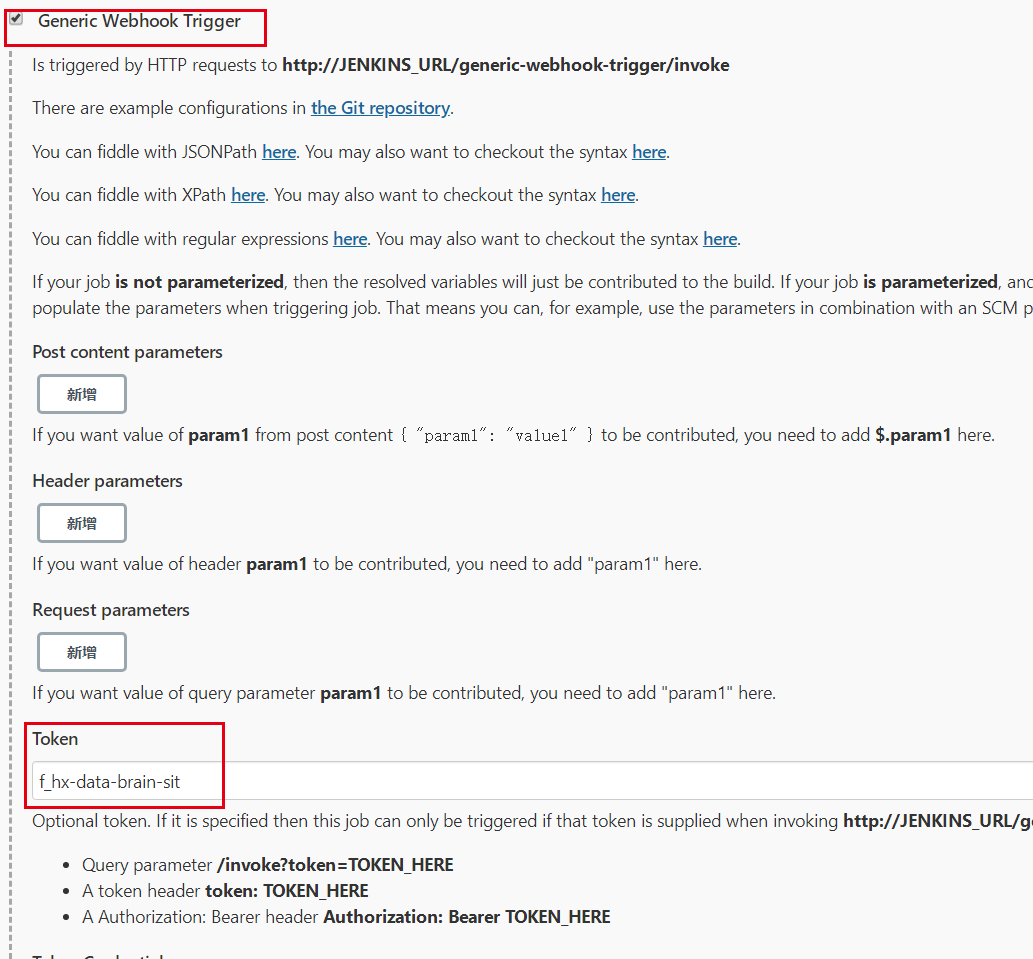 Generic Webhook Trigger
Is triggered by HTTP requests to http://JENKINS_URL/generic-webhook-trigger/invoke
There are example configurations in the Git repository.
You can fiddle with JSONPath here. You may also want to checkout the syntax here.
You can fiddle with XPath here. You may also want to checkout the syntax here.
You can fiddle with regular expressions here. You may also want to checkout the syntax here.
If your job is not parameterized, then the resolved variables will just be contributed to the build. If your job is parameterized, and
populate the parameters when triggering job. That means you can, for example, use the parameters in combination with an SCM p
Post content parameters
新增
If you want value of param1 from post content { "param1": "value1" } to be contributed, you need to add $.param1 here.
Header parameters
新增
If you want value of header param1 to be contributed, you need to add "param1" here.
Request parameters
新增
If you want value of query parameter param1 to be contributed, you need to add "param1" here.
Token
f_hx-data-brain-sit
Optional token. If it is specified then this job can only be triggered if that token is supplied when invoking http://JENKINS_URL/g
• Query parameter /invoke?token=TOKEN_HERE
• A token header token: TOKEN_HERE
• A Authorization: Bearer header Authorization: Bearer TOKEN_HERE